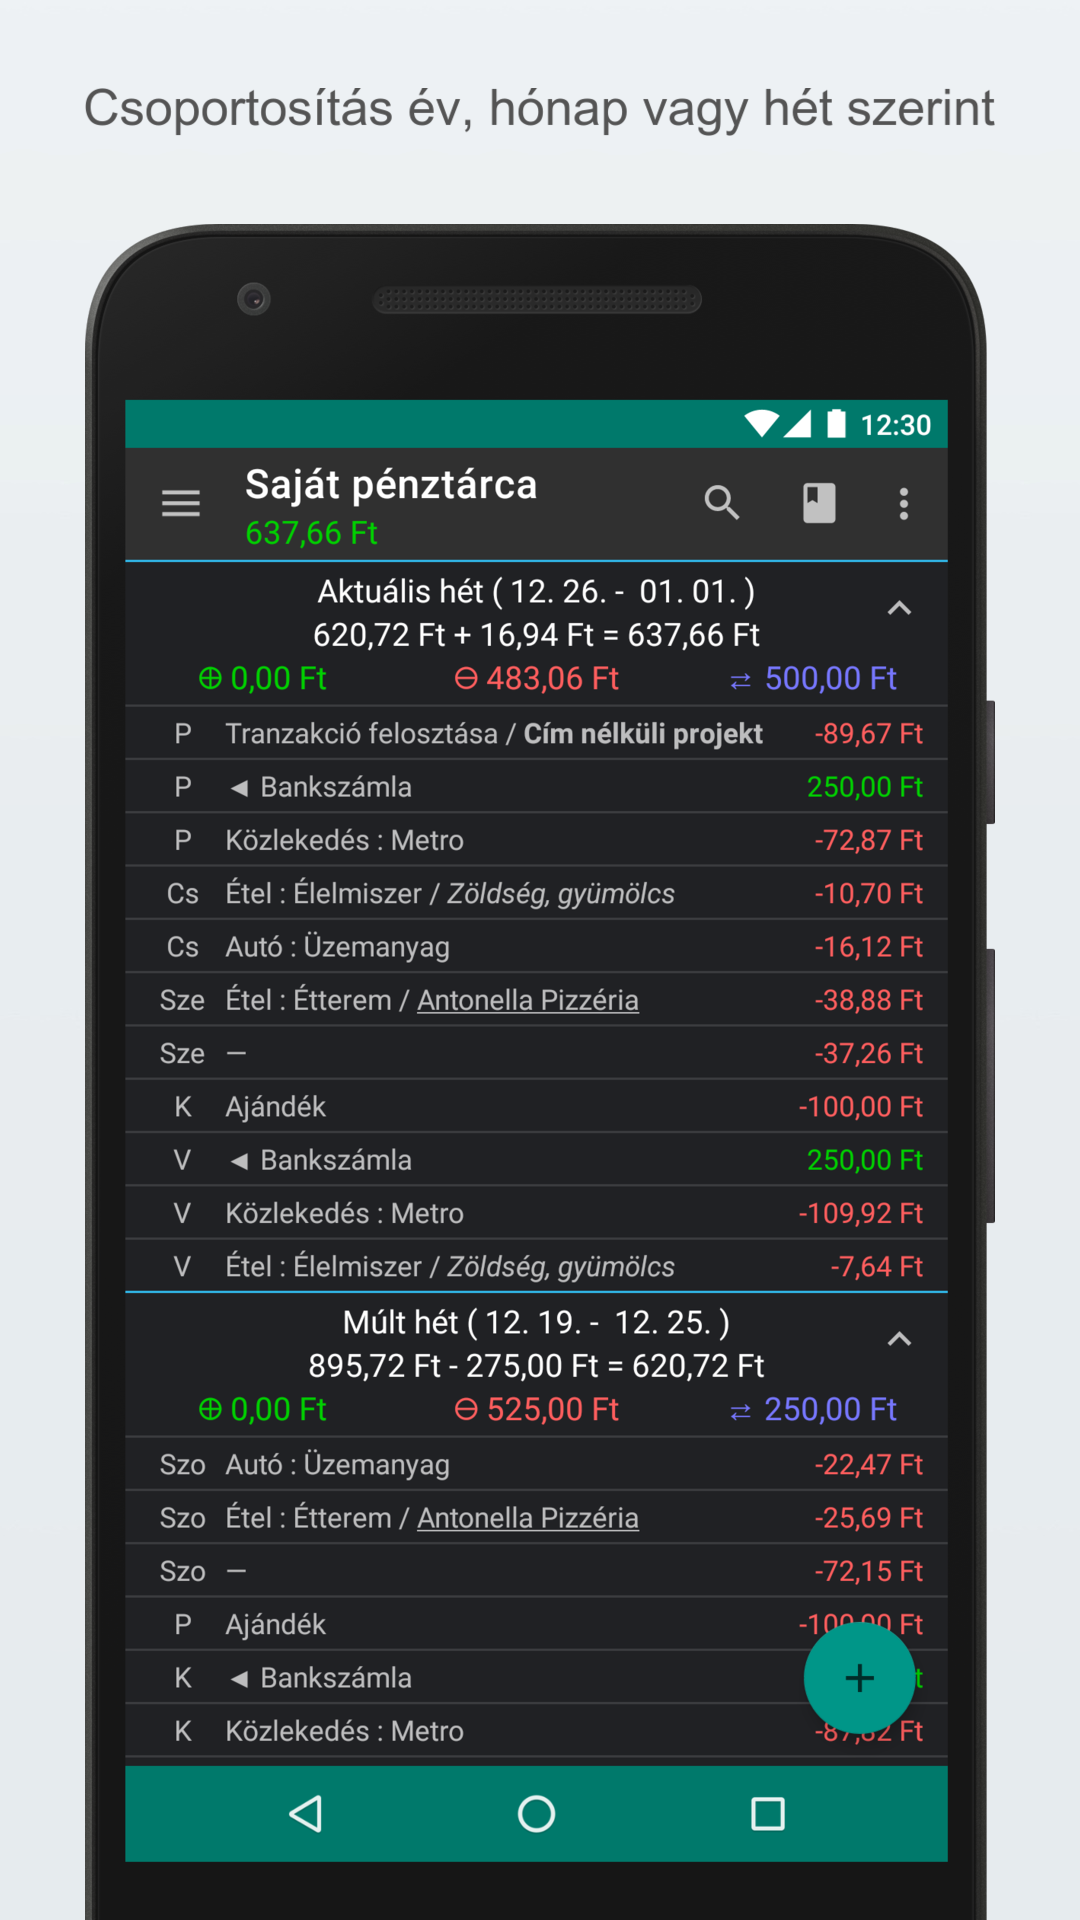 Csoportosítás év, hónap vagy hét szerint
12:30
Saját pénztárca
637,66 Ft
Aktuális hét ( 12. 26. - 01. 01. )
620,72 Ft + 16,94 Ft = 637,66 Ft
⊕ 0,00 Ft ⊖ 483,06 Ft ⇄ 500,00 Ft
P Tranzakció felosztása / Cím nélküli projekt -89,67 Ft
P ◄ Bankszámla 250,00 Ft
P Közlekedés : Metro -72,87 Ft
Cs Étel : Élelmiszer / Zöldség, gyümölcs -10,70 Ft
Cs Autó : Üzemanyag -16,12 Ft
Sze Étel : Étterem / Antonella Pizzéria -38,88 Ft
Sze — -37,26 Ft
K Ajándék -100,00 Ft
V ◄ Bankszámla 250,00 Ft
V Közlekedés : Metro -109,92 Ft
V Étel : Élelmiszer / Zöldség, gyümölcs -7,64 Ft
Múlt hét ( 12. 19. - 12. 25. )
895,72 Ft - 275,00 Ft = 620,72 Ft
⊕ 0,00 Ft ⊖ 525,00 Ft ⇄ 250,00 Ft
Szo Autó : Üzemanyag -22,47 Ft
Szo Étel : Étterem / Antonella Pizzéria -25,69 Ft
Szo — -72,15 Ft
P Ajándék -100,00 Ft
K ◄ Bankszámla
K Közlekedés : Metro Ft